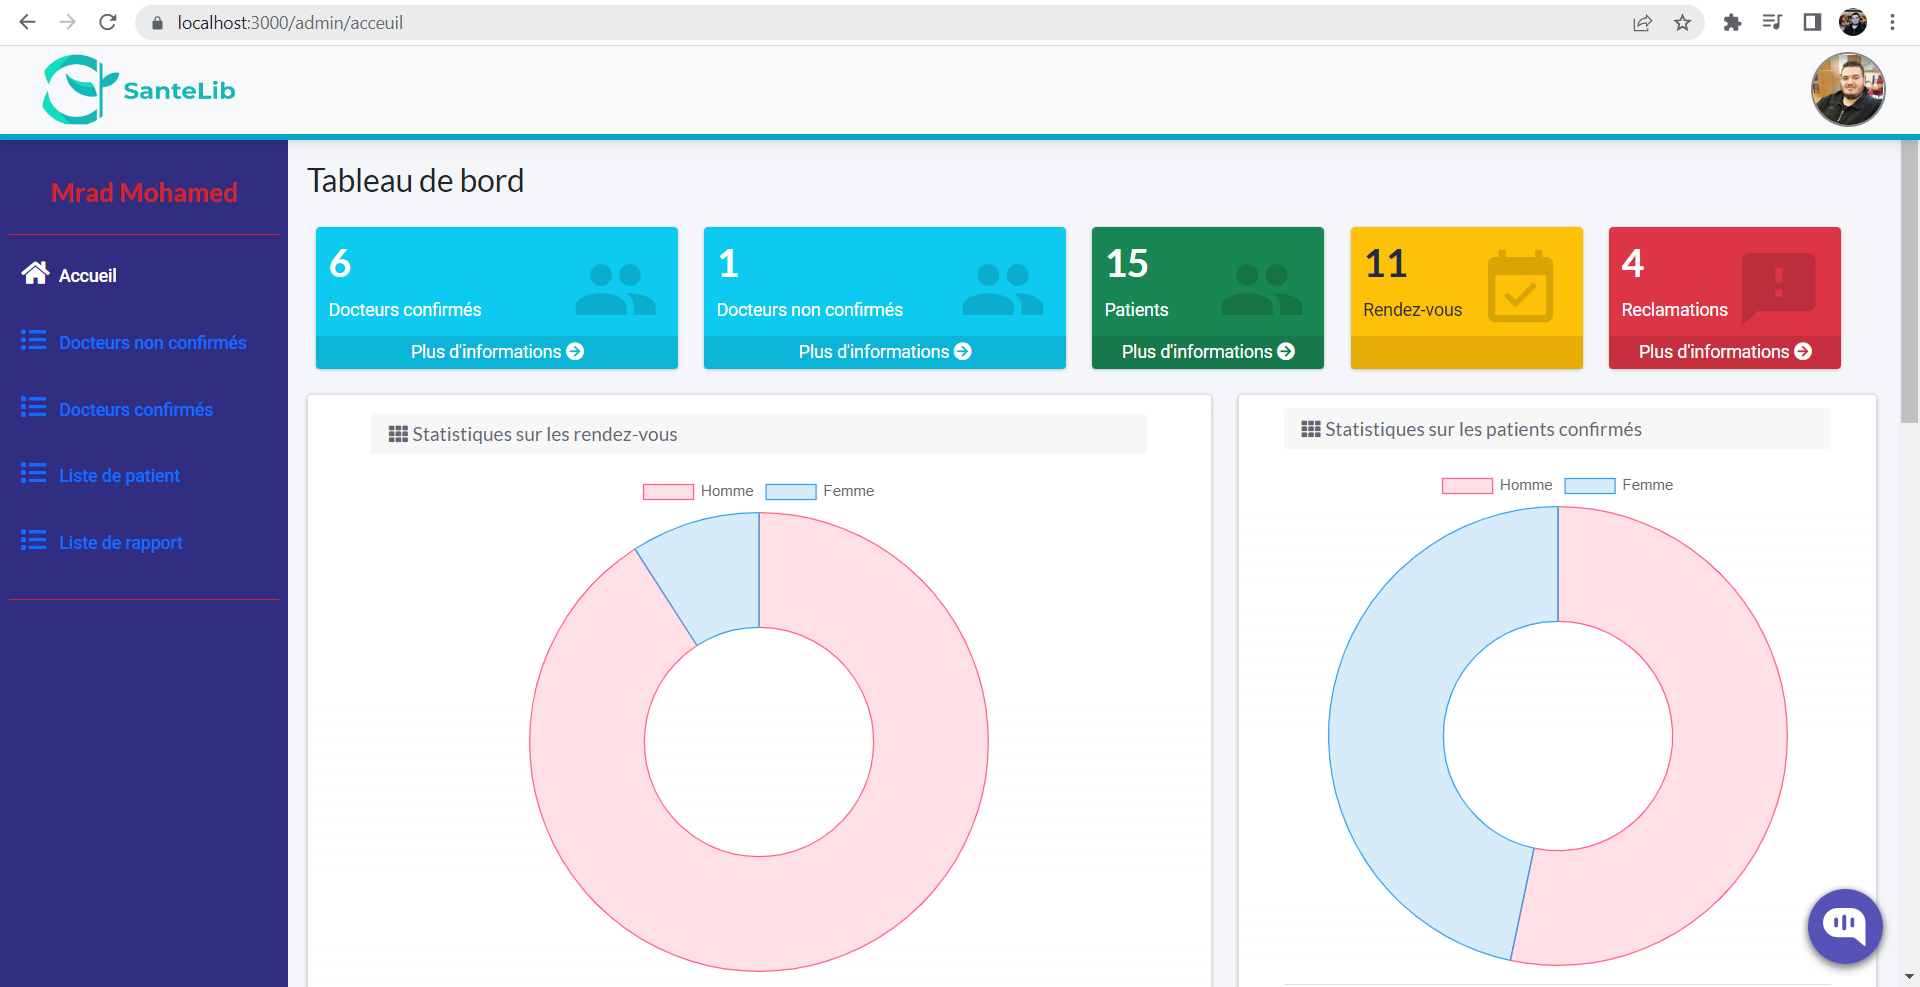 localhost:3000/admin/acceuil
SanteLib
Mrad Mohamed
Accueil
Docteurs non confirmés
Docteurs confirmés
Liste de patient
Liste de rapport
Tableau de bord
6
Docteurs confirmés
Plus d'informations
1
Docteurs non confirmés
Plus d'informations
15
Patients
Plus d'informations
11
Rendez-vous
4
Reclamations
Plus d'informations
Statistiques sur les rendez-vous
Homme Femme
Statistiques sur les patients confirmés
Homme Femme